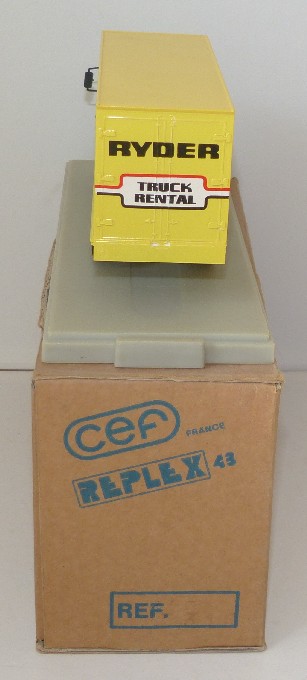 RYDER
TRUCK
RENTAL
cef
FRANCE
REPLEX 43
REF.